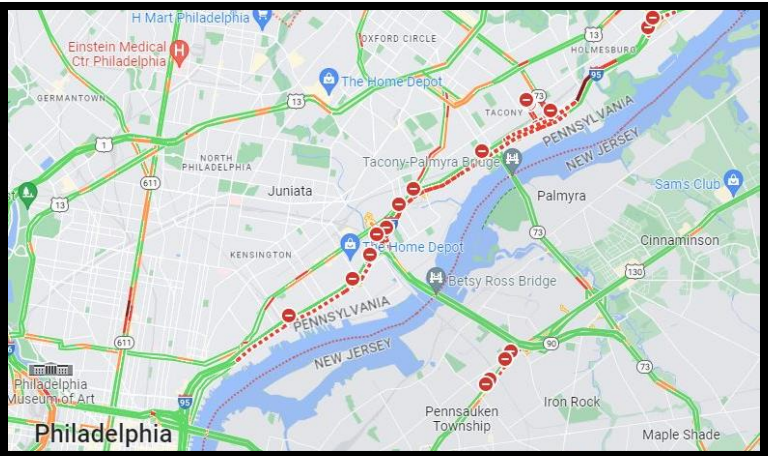 H Mart Philadelphia
Einstein Medical
Ctr Philadelphia
OXFORD CIRCLE
13
HOLMESBURG
95
The Home Depot
13
73
TACONY
GERMANTOWN
PENNSYLVANIA
NEW JERSEY
1
NORTH
PHILADELPHIA
Tacony-Palmyra Bridge
611
Juniata
Palmyra
Sam's Club
13
73
Cinnaminson
KENSINGTON
The Home Depot
130
Betsy Ross Bridge
PENNSYLVANIA
NEW JERSEY
611
90
73
Philadelphia
Museum of Art
95
Iron Rock
Pennsauken
Township
Philadelphia
Maple Shade